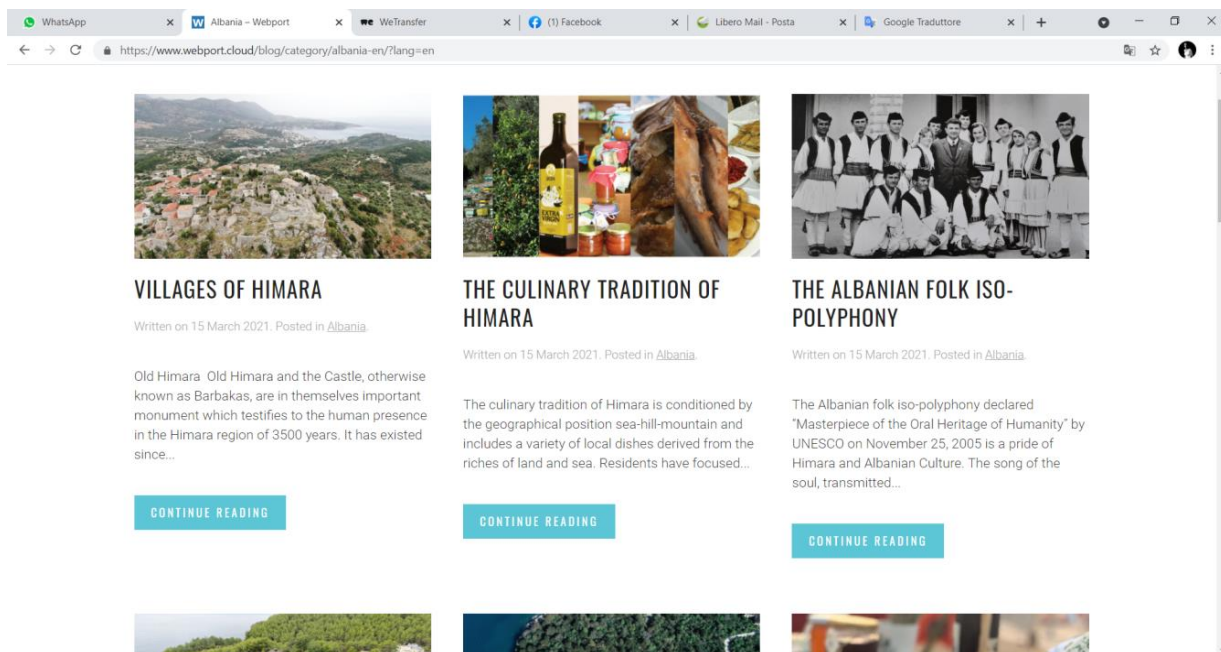 WhatsApp
Albania – Webport
we WeTransfer
(1) Facebook
Libero Mail - Posta
Google Traduttore
https://www.webport.cloud/blog/category/albania-en/?lang=en
EXTRA
VIRGIN
VILLAGES OF HIMARA
Written on 15 March 2021. Posted in Albania.
Old Himara Old Himara and the Castle, otherwise
known as Barbakas, are in themselves important
monument which testifies to the human presence
in the Himara region of 3500 years. It has existed
since...
CONTINUE READING
THE CULINARY TRADITION OF
HIMARA
Written on 15 March 2021. Posted in Albania.
The culinary tradition of Himara is conditioned by
the geographical position sea-hill-mountain and
includes a variety of local dishes derived from the
riches of land and sea. Residents have focused...
CONTINUE READING
THE ALBANIAN FOLK ISO-
POLYPHONY
Written on 15 March 2021. Posted in Albania.
The Albanian folk iso-polyphony declared
"Masterpiece of the Oral Heritage of Humanity" by
UNESCO on November 25, 2005 is a pride of
Himara and Albanian Culture. The song of the
soul, transmitted...
CONTINUE READING